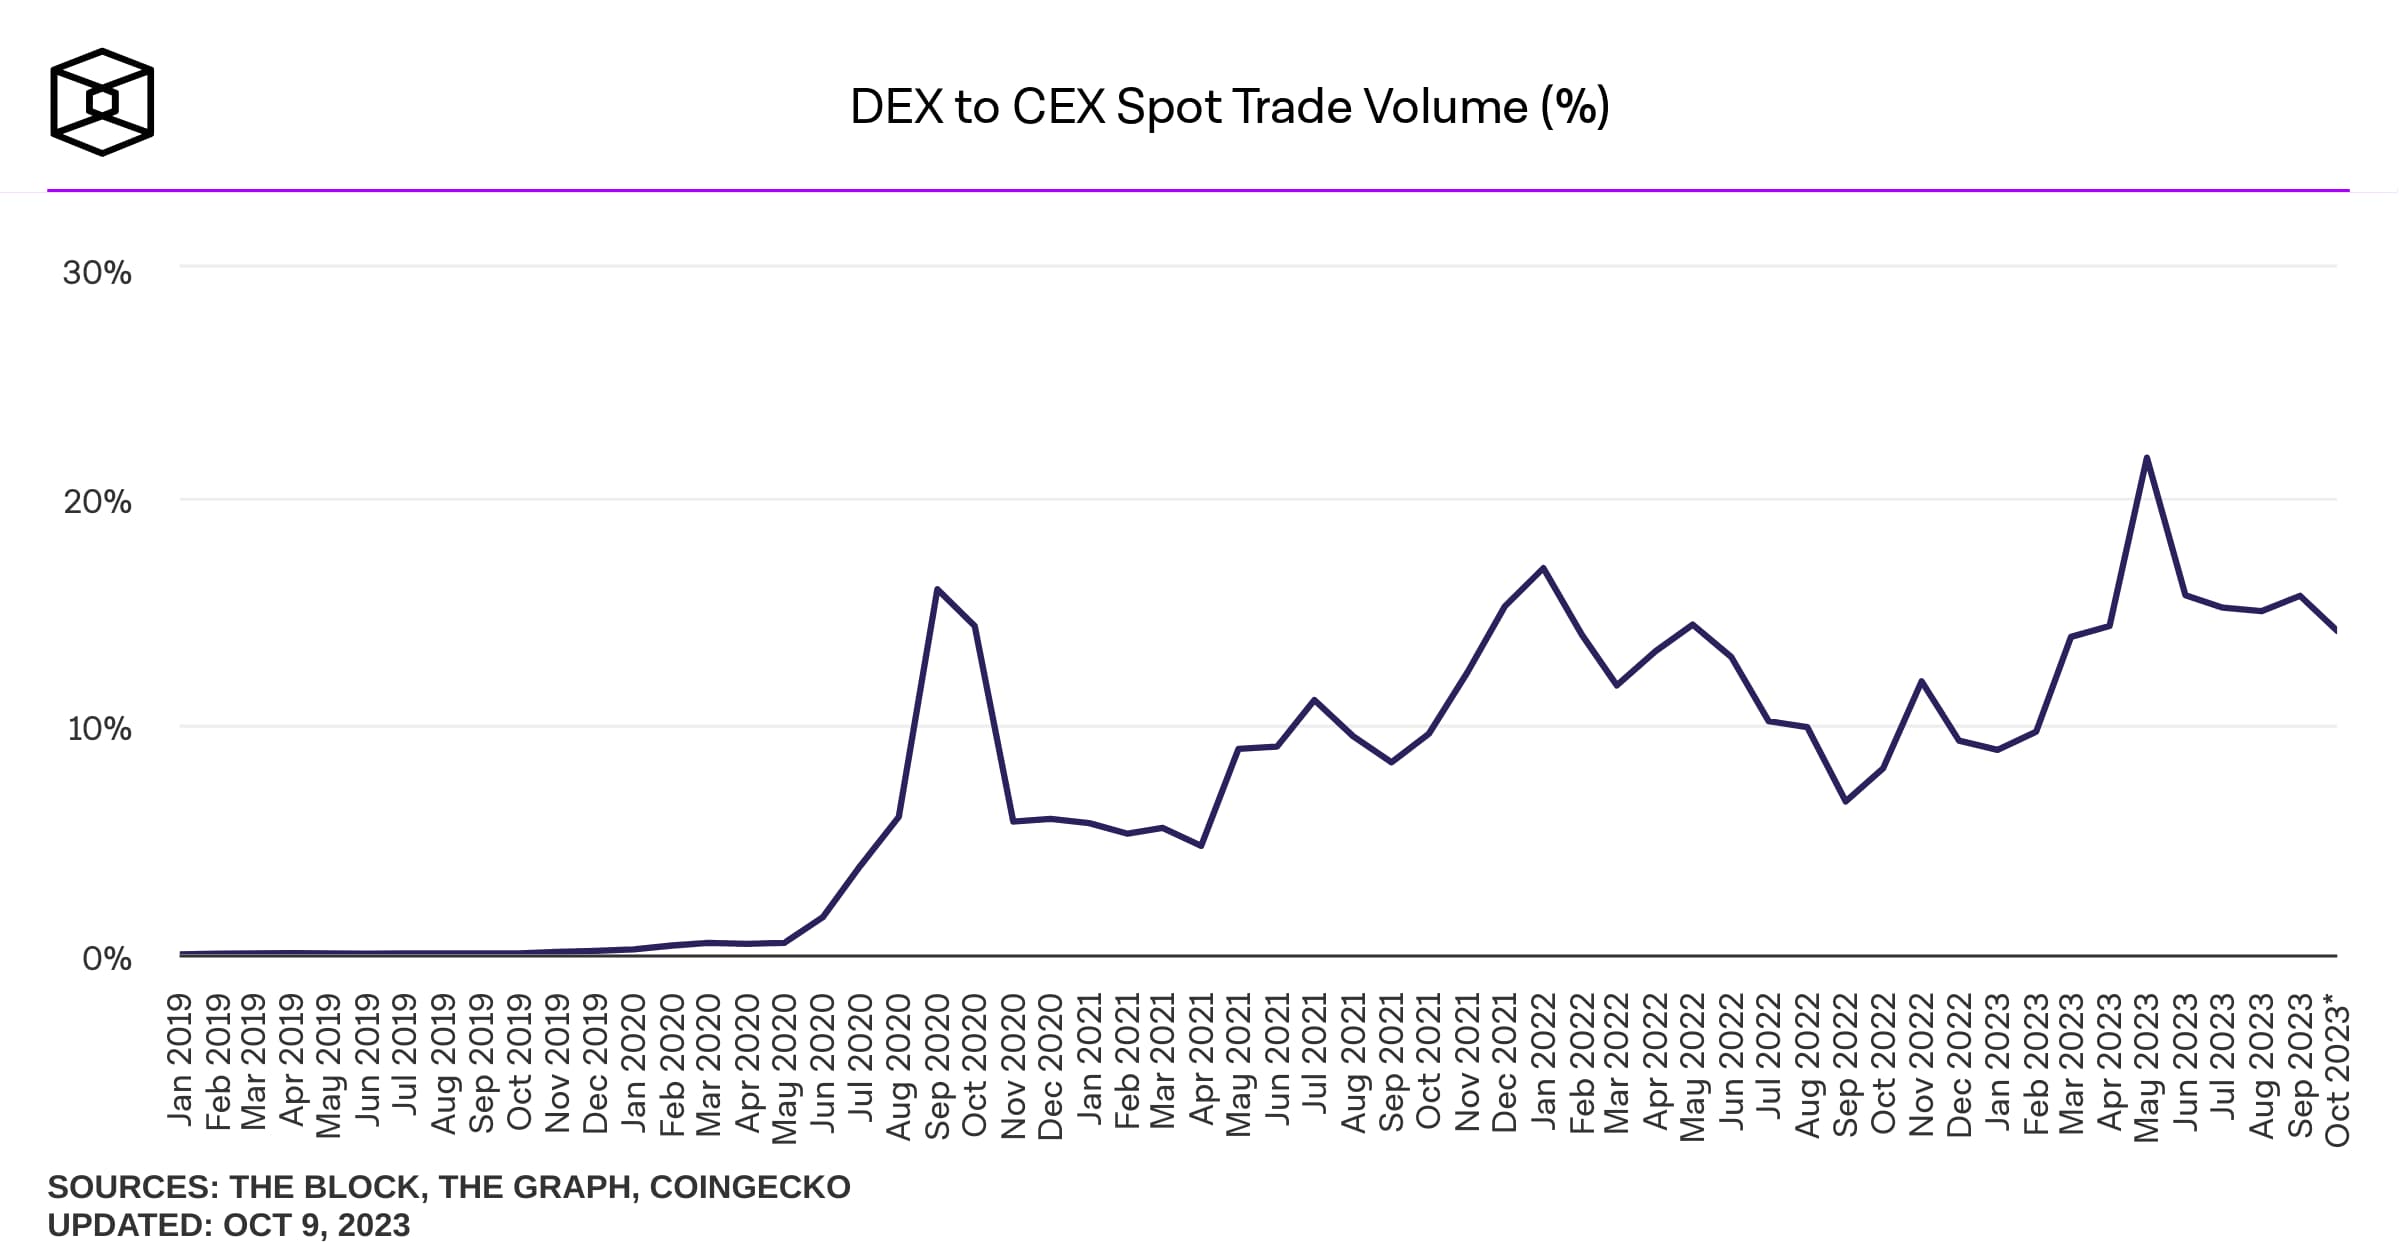 DEX to CEX Spot Trade Volume (%)
30%
20%
10%
0%
Jan 2019
Feb 2019
Mar 2019
Apr 2019
May 2019
Jun 2019
Jul 2019
Aug 2019
Sep 2019
Oct 2019
Nov 2019
Dec 2019
Jan 2020
Feb 2020
Mar 2020
Apr 2020
May 2020
Jun 2020
Jul 2020
Aug 2020
Sep 2020
Oct 2020
Nov 2020
Dec 2020
Jan 2021
Feb 2021
Mar 2021
Apr 2021
May 2021
Jun 2021
Jul 2021
Aug 2021
Sep 2021
Oct 2021
Nov 2021
Dec 2021
Jan 2022
Feb 2022
Mar 2022
Apr 2022
May 2022
Jun 2022
Jul 2022
Aug 2022
Sep 2022
Oct 2022
Nov 2022
Dec 2022
Jan 2023
Feb 2023
Mar 2023
Apr 2023
May 2023
Jun 2023
Jul 2023
Aug 2023
Sep 2023
Oct 2023*
SOURCES: THE BLOCK, THE GRAPH, COINGECKO
UPDATED: OCT 9, 2023